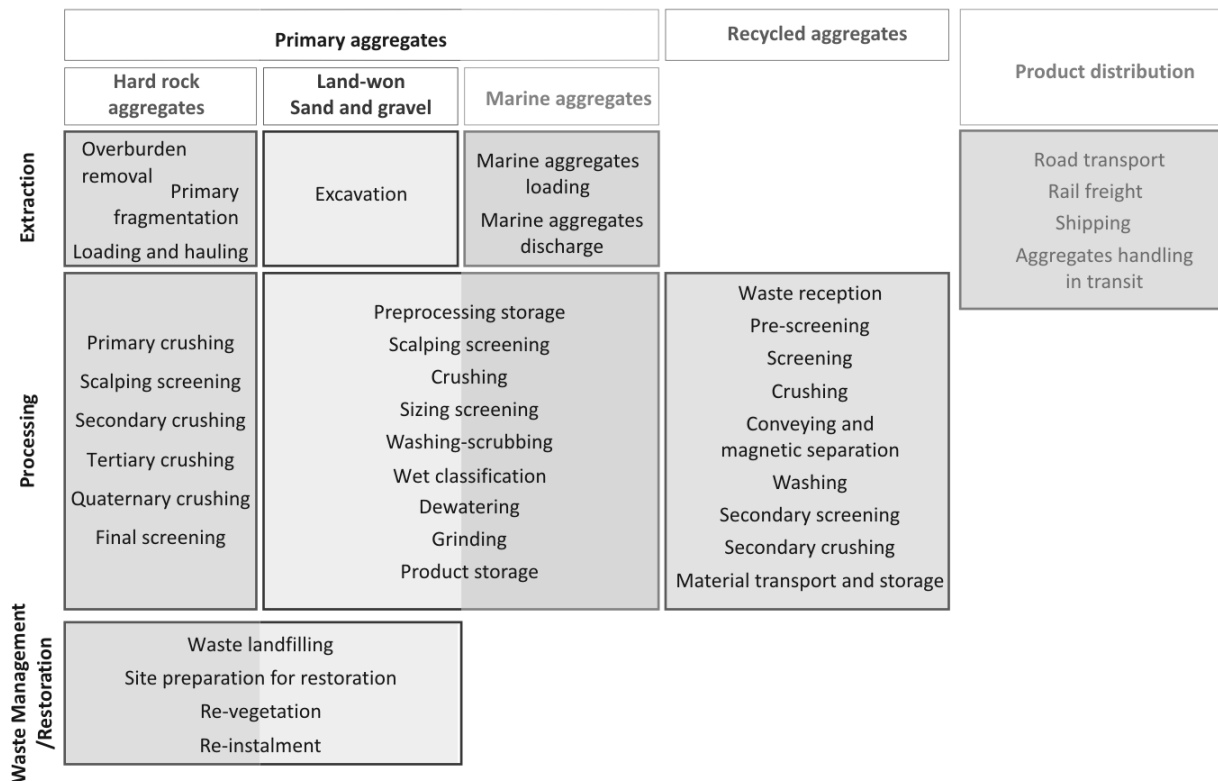 Primary aggregates
Recycled aggregates
Product distribution
Hard rock
aggregates
Land-won
Sand and gravel
Marine aggregates
Extraction
Overburden
removal
Primary
fragmentation
Loading and hauling
Excavation
Marine aggregates
loading
Marine aggregates
discharge
Road transport
Rail freight
Shipping
Aggregates handling
in transit
Processing
Primary crushing
Scalping screening
Secondary crushing
Tertiary crushing
Quaternary crushing
Final screening
Preprocessing storage
Scalping screening
Crushing
Sizing screening
Washing-scrubbing
Wet classification
Dewatering
Grinding
Product storage
Waste reception
Pre-screening
Screening
Crushing
Conveying and
magnetic separation
Washing
Secondary screening
Secondary crushing
Material transport and storage
Waste Management
/Restoration
Waste landfilling
Site preparation for restoration
Re-vegetation
Re-instalment